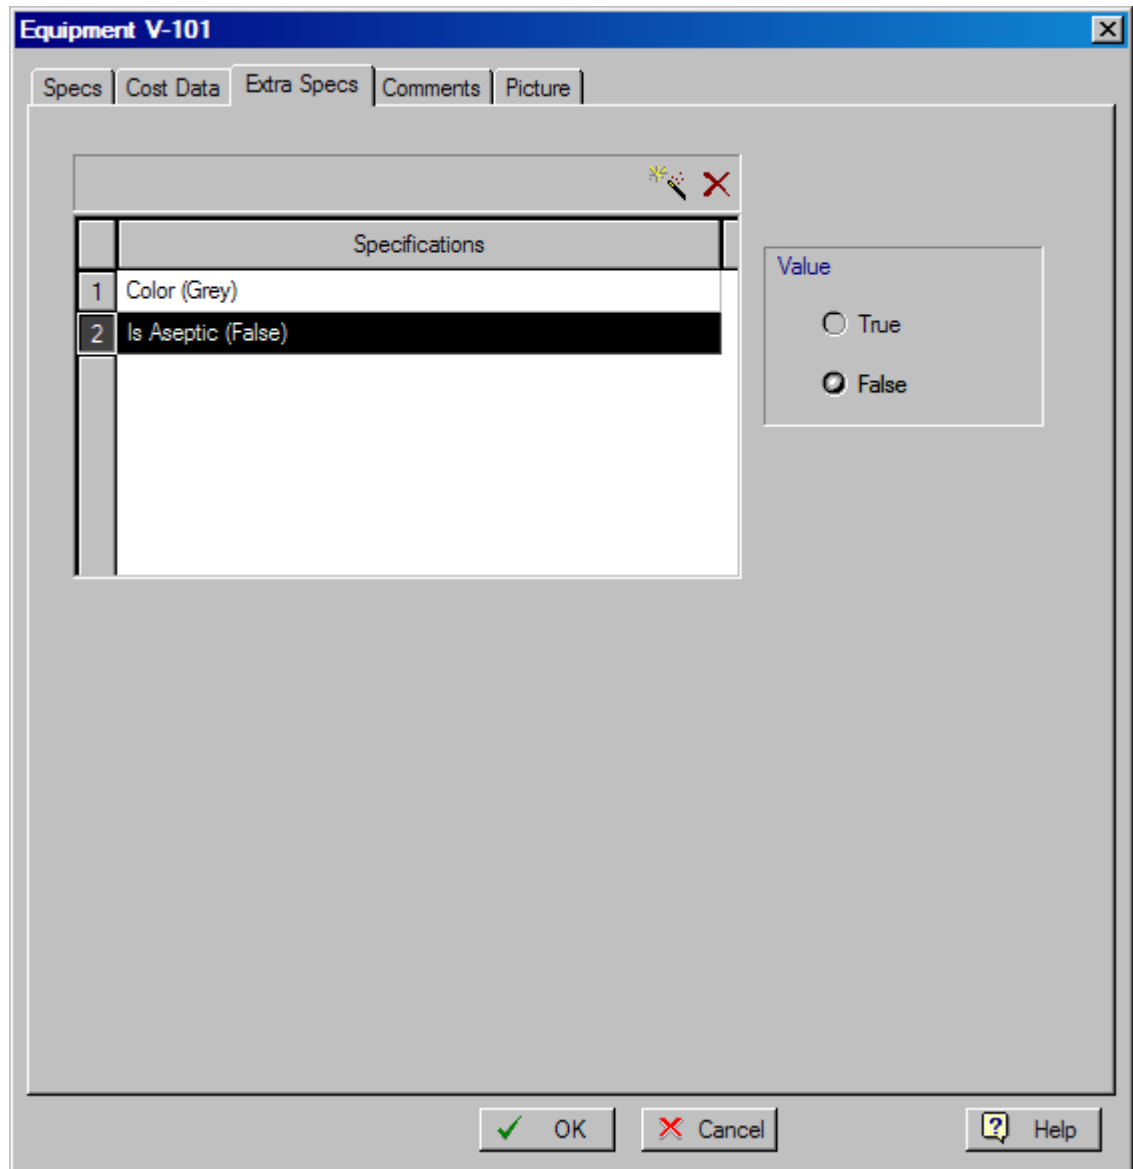 Equipment V-101
Specs Cost Data Extra Specs Comments Picture
Specifications
1 Color (Grey)
2 Is Aseptic (False)
Value
True
False
OK Cancel Help